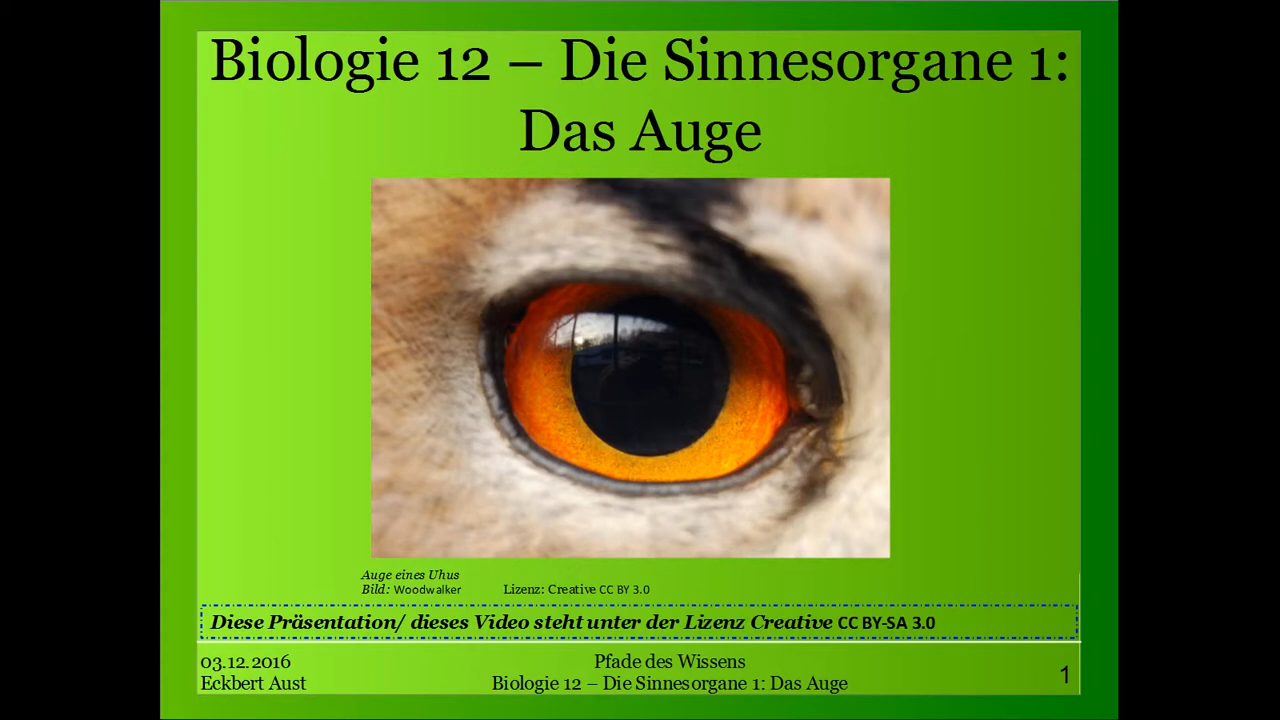 Biologie 12 – Die Sinnesorgane 1:
Das Auge
Auge eines Uhus
Bild: Woodwalker Lizenz: Creative CC BY 3.0
Diese Präsentation/ dieses Video steht unter der Lizenz Creative CC BY-SA 3.0
03.12.2016 Pfade des Wissens
Eckbert Aust Biologie 12 – Die Sinnesorgane 1: Das Auge 1